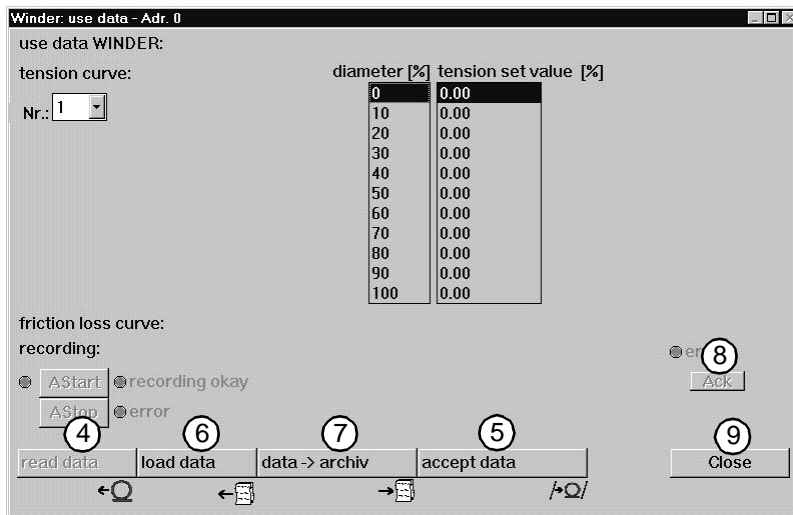 Winder: use data - Adr. 0
use data WINDER:
tension curve:
diameter [%] tension set value [%]
Nr.: 1
0 0.00
10 0.00
20 0.00
30 0.00
40 0.00
50 0.00
60 0.00
70 0.00
80 0.00
90 0.00
100 0.00
friction loss curve:
recording:
8
AStart recording okay
Ack
AStop error
4 6 7 5 9
read data load data data -> archiv accept data Close